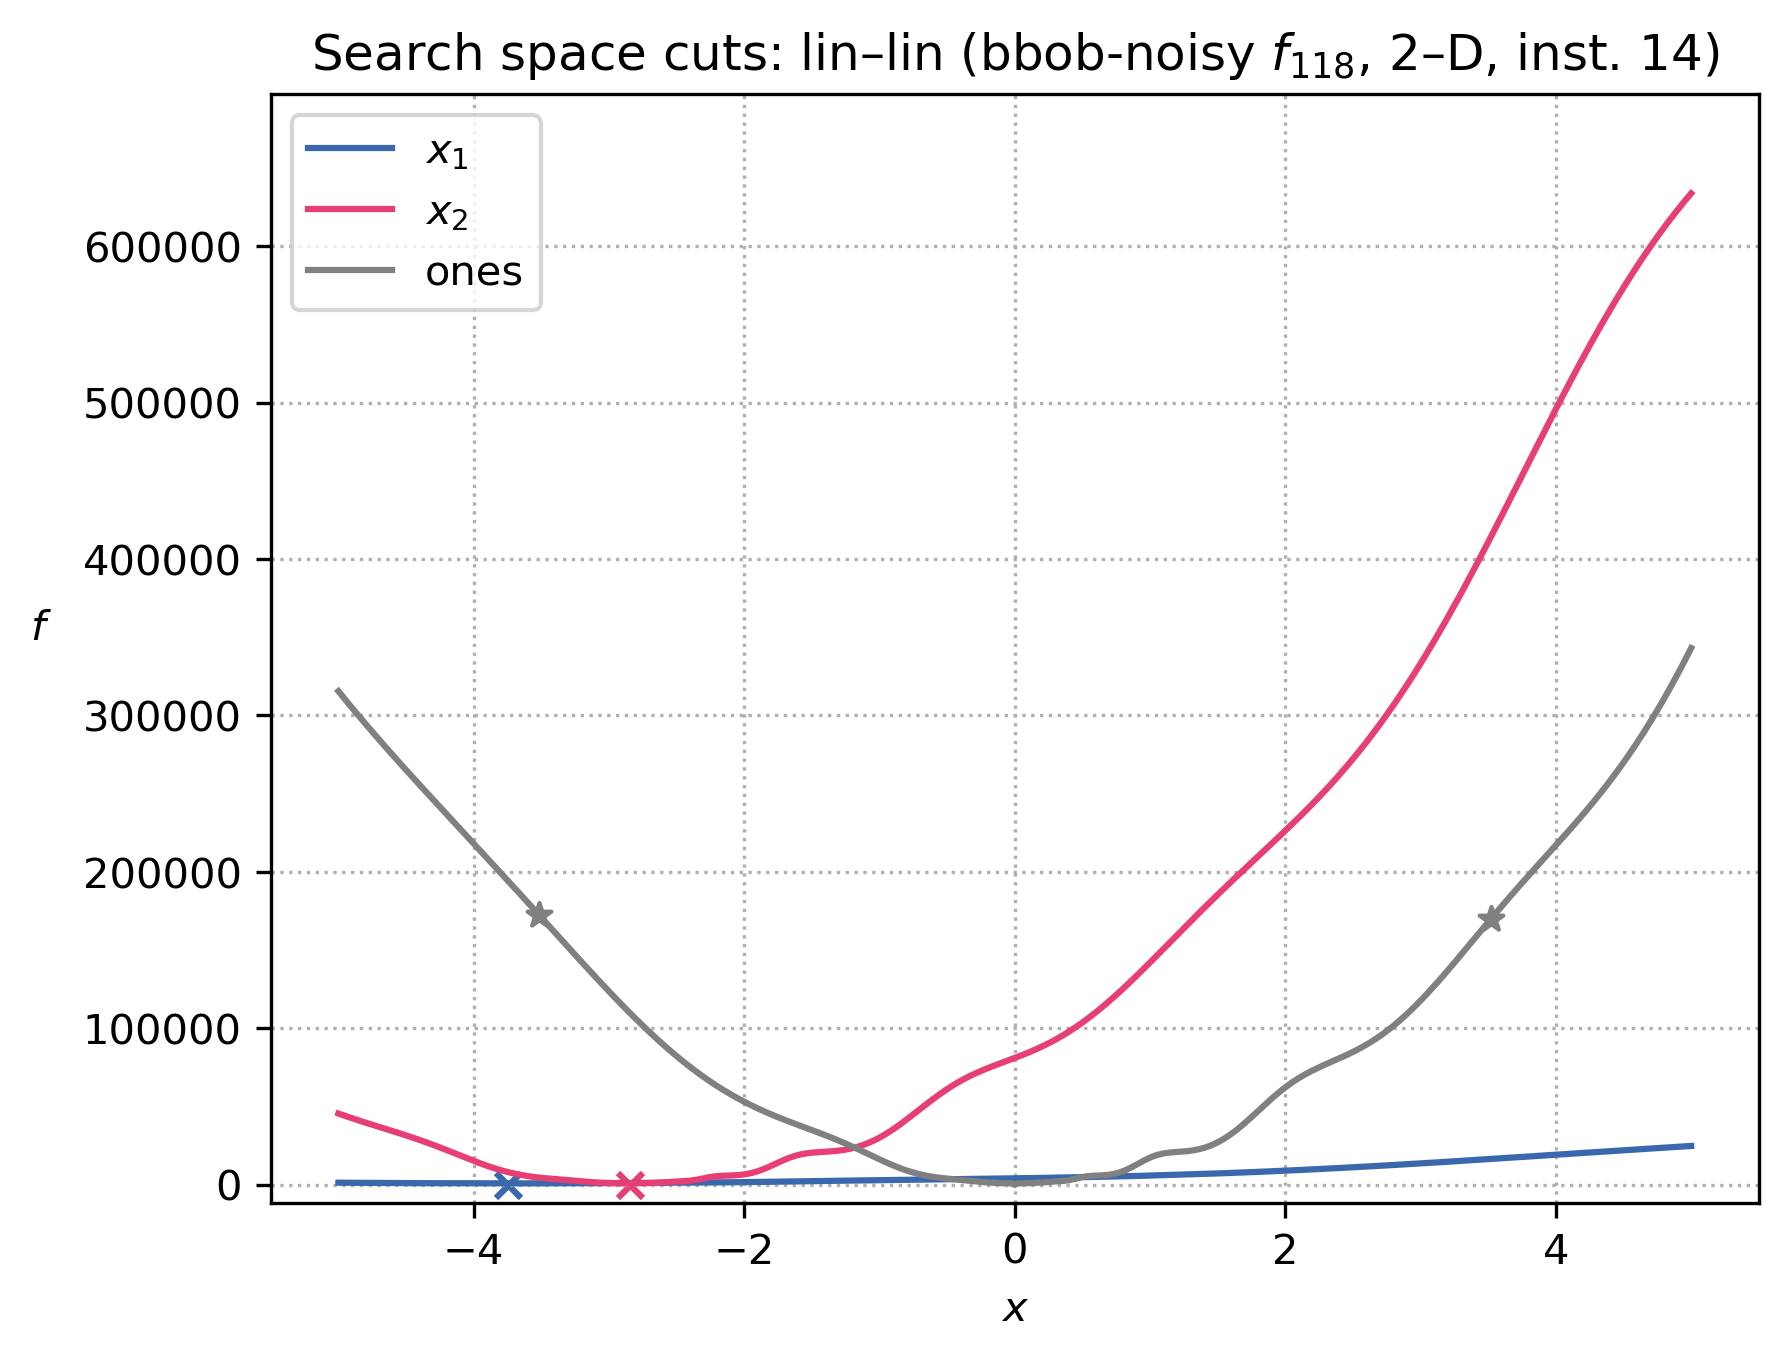 Search space cuts: lin–lin (bbob-noisy f₁₁₈, 2–D, inst. 14)
x₁
x₂
ones
600000
500000
400000
300000
200000
100000
0
f
−4 −2 0 2 4
x